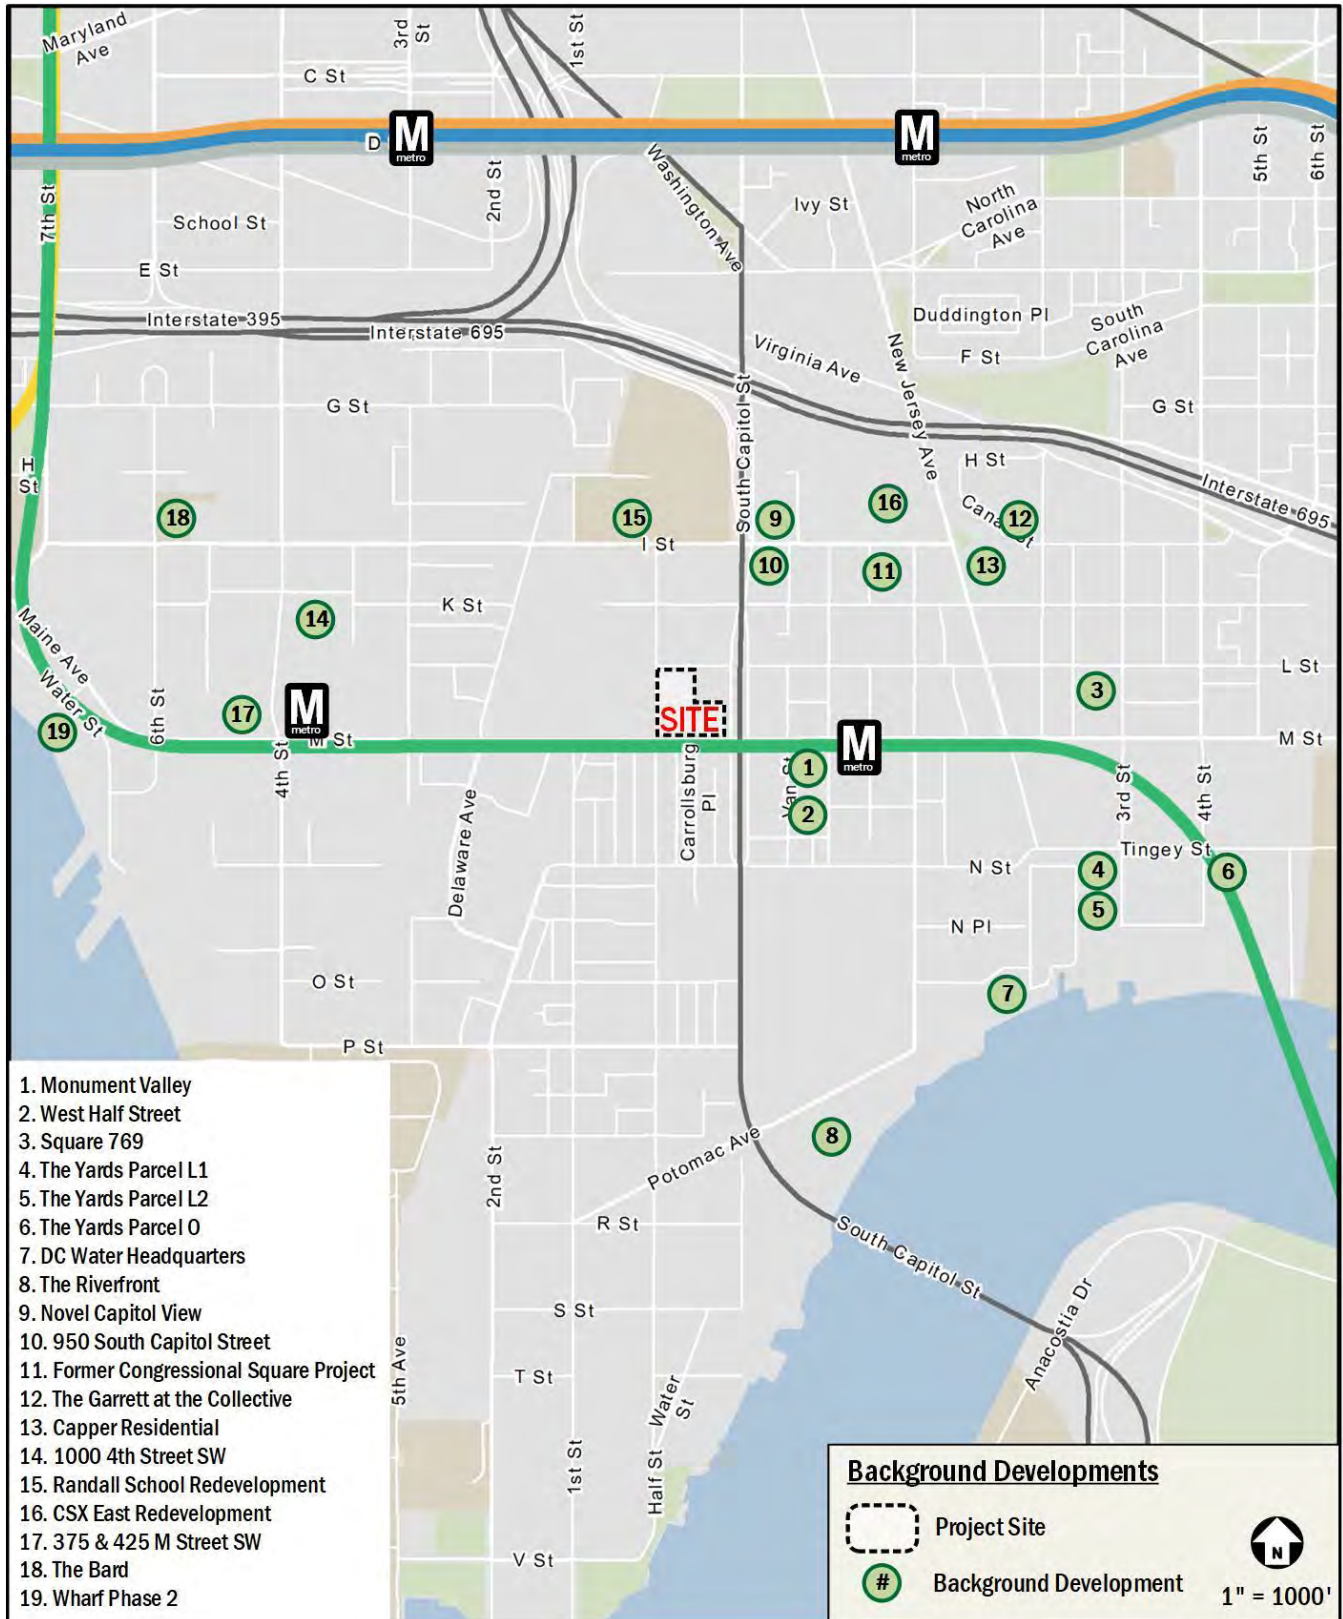 Maryland
Ave
3rd
St
1st St
C St
D
M
metro
M
metro
5th St
6th St
7th St
2nd St
Washington Ave
School St
Ivy St
North
Carolina
Ave
E St
Interstate 395
Interstate 695
Duddington Pl
South
Carolina
Ave
Virginia Ave
New Jersey Ave
F St
G St
South Capitol St
G St
H
St
H St
Interstate 695
18
15
9
16
Canal St
12
I St
10
11
13
K St
14
Maine Ave
Water St
L St
3
6th St
17
M
metro
SITE
19
M St
M
metro
M St
4th St
Carrollsburg
Pl
Van St
1
2
3rd St
4th St
Delaware Ave
Tingey St
N St
4
6
5
N Pl
O St
7
P St
8
Potomac Ave
2nd St
R St
South Capitol St
S St
Anacostia Dr
5th Ave
T St
Water
St
1st St
Half St
V St
1. Monument Valley
2. West Half Street
3. Square 769
4. The Yards Parcel L1
5. The Yards Parcel L2
6. The Yards Parcel O
7. DC Water Headquarters
8. The Riverfront
9. Novel Capitol View
10. 950 South Capitol Street
11. Former Congressional Square Project
12. The Garrett at the Collective
13. Capper Residential
14. 1000 4th Street SW
15. Randall School Redevelopment
16. CSX East Redevelopment
17. 375 & 425 M Street SW
18. The Bard
19. Wharf Phase 2
Background Developments
Project Site
# Background Development
N
1" = 1000'